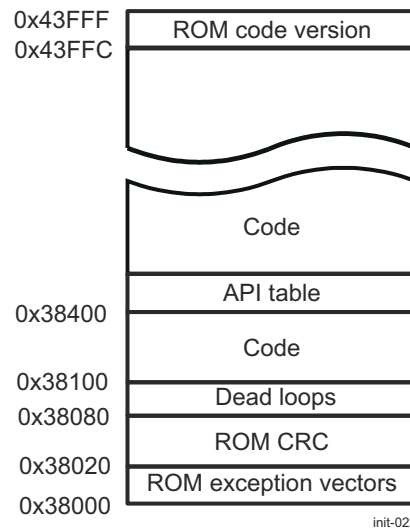 0x43FFF
ROM code version
0x43FFC
Code
API table
0x38400
Code
0x38100
Dead loops
0x38080
ROM CRC
0x38020
ROM exception vectors
0x38000
init-02